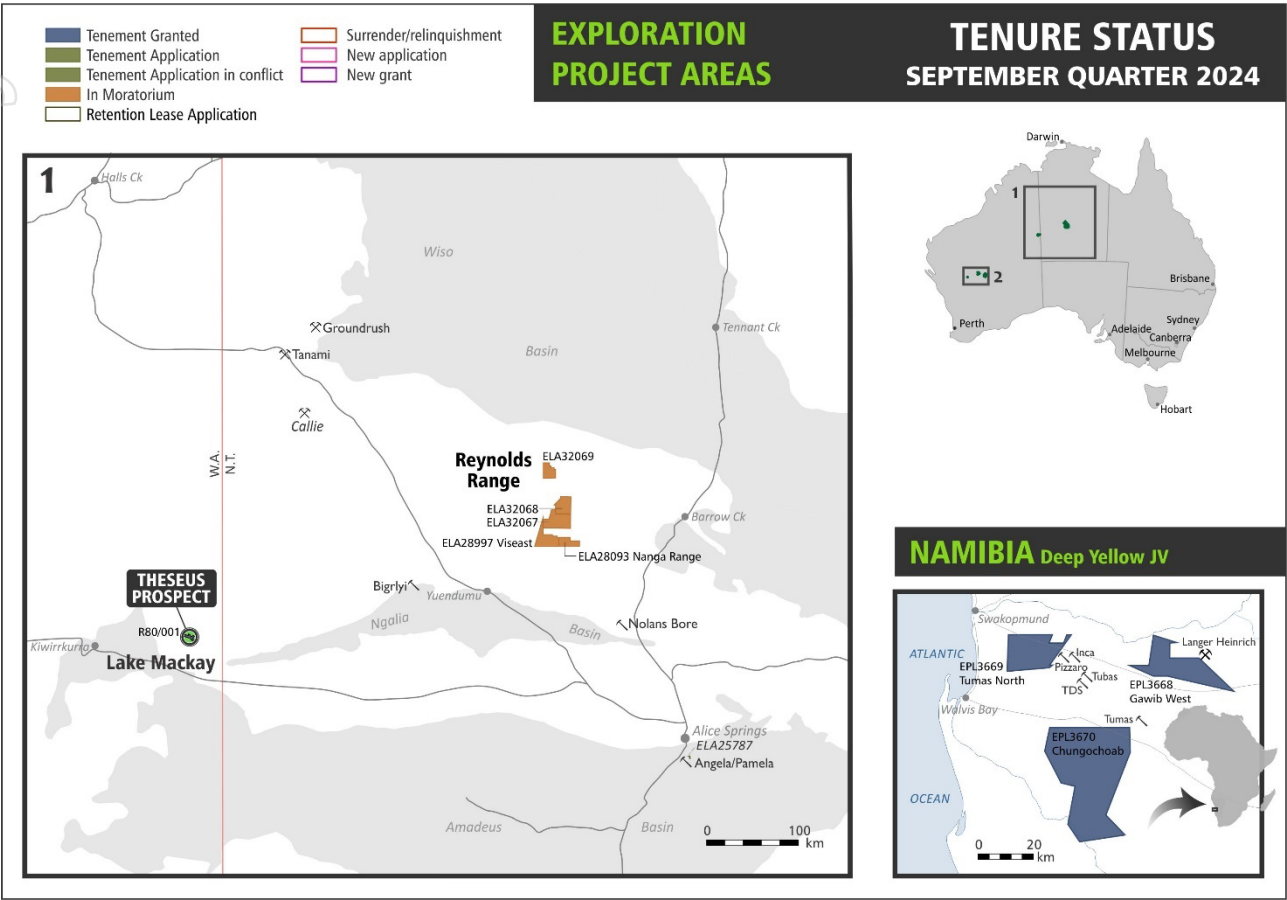 Tenement Granted
Tenement Application
Tenement Application in conflict
In Moratorium
Retention Lease Application
Surrender/relinquishment
New application
New grant
EXPLORATION
PROJECT AREAS
TENURE STATUS
SEPTEMBER QUARTER 2024
1
Halls Ck
Wiso
Groundrush
Tennant Ck
Tanami
Basin
Callie
W.A.
N.T.
Reynolds
Range
ELA32069
ELA32068
ELA32067
Barrow Ck
ELA28997 Viseast
ELA28093 Nanga Range
THESEUS
PROSPECT
Bigrlyi
Yuendumu
R80/001
Ngalia
Basin
Nolans Bore
Kiwirrkurra
Lake Mackay
Alice Springs
ELA25787
Angela/Pamela
Amadeus
Basin
0 100
km
Darwin
1
2
Brisbane
Perth
Sydney
Adelaide
Canberra
Melbourne
Hobart
NAMIBIA Deep Yellow JV
Swakopmund
ATLANTIC
Langer Heinrich
Inca
Pizzaro
EPL3669
Tumas North
Tubas
TDS
EPL3668
Gawib West
Walvis Bay
Tumas
EPL3670
Chungochoab
OCEAN
0 20
km